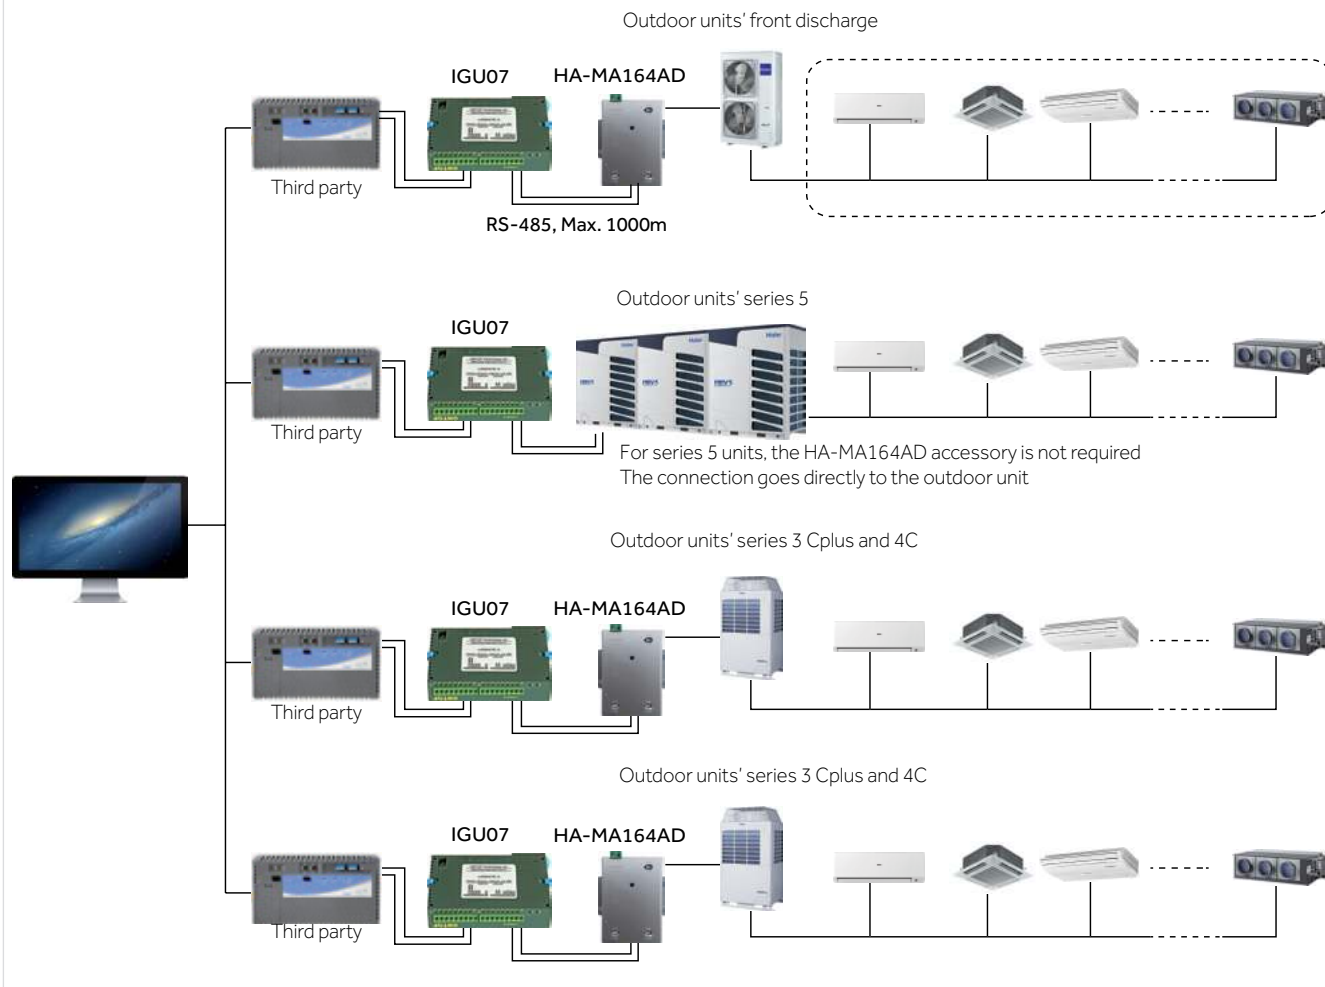 Outdoor units' front discharge
IGU07
HA-MA164AD
Third party
RS-485, Max. 1000m
Outdoor units' series 5
IGU07
Third party
For series 5 units, the HA-MA164AD accessory is not required
The connection goes directly to the outdoor unit
Outdoor units' series 3 Cplus and 4C
IGU07
HA-MA164AD
Third party
Outdoor units' series 3 Cplus and 4C
IGU07
HA-MA164AD
Third party